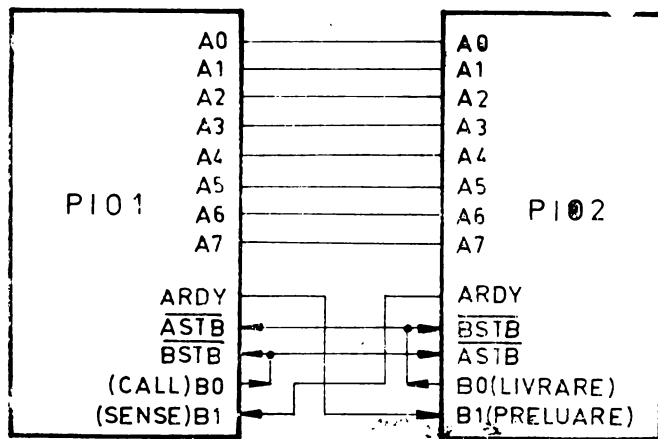 A0 A0
A1 A1
A2 A2
A3 A3
A4 A4
A5 A5
PIO1 A6 A6 PIO2
A7 A7
ARDY ARDY
ASTB BSTB
BSTB ASTB
(CALL)B0 B0(LIVRARE)
(SENSE)B1 B1(PRELUARE)